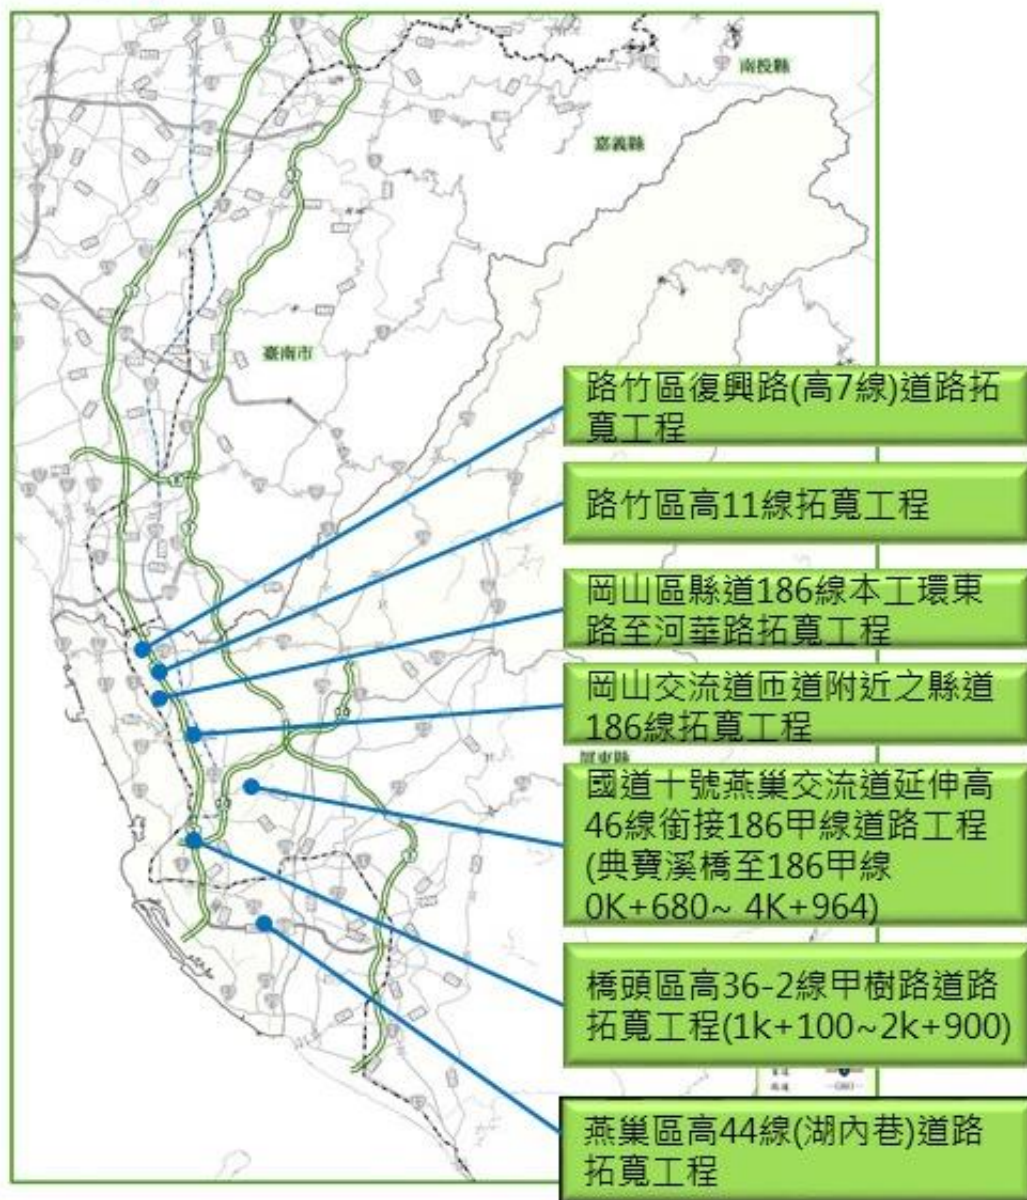 南投縣
嘉義縣
臺南市
路竹區復興路(高7線)道路拓
寬工程
路竹區高11線拓寬工程
岡山區縣道186線本工環東
路至河華路拓寬工程
岡山交流道匝道附近之縣道
186線拓寬工程
屏東縣
國道十號燕巢交流道延伸高
46線銜接186甲線道路工程
(典寶溪橋至186甲線
0K+680~ 4K+964)
橋頭區高36-2線甲樹路道路
拓寬工程(1k+100~2k+900)
燕巢區高44線(湖內巷)道路
拓寬工程